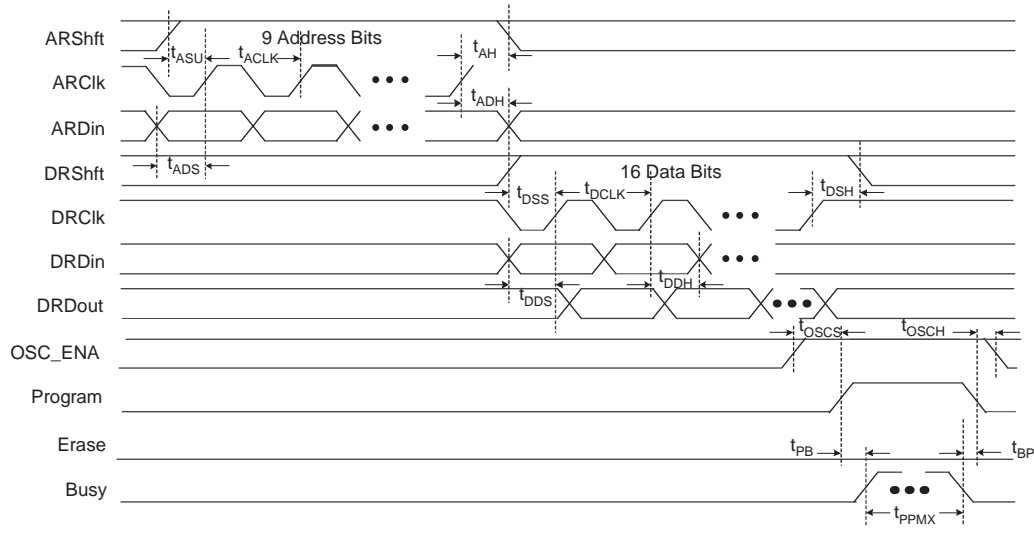 ARShft
9 Address Bits
tASU
tACLK
tAH
ARClk
tADH
ARDin
tADS
DRShft
16 Data Bits
tDSS
tDCLK
tDSH
DRClk
DRDin
tDDS
tDDH
DRDout
tOSCS
tOSCH
OSC_ENA
Program
Erase
tPB
tBP
Busy
tPPMX